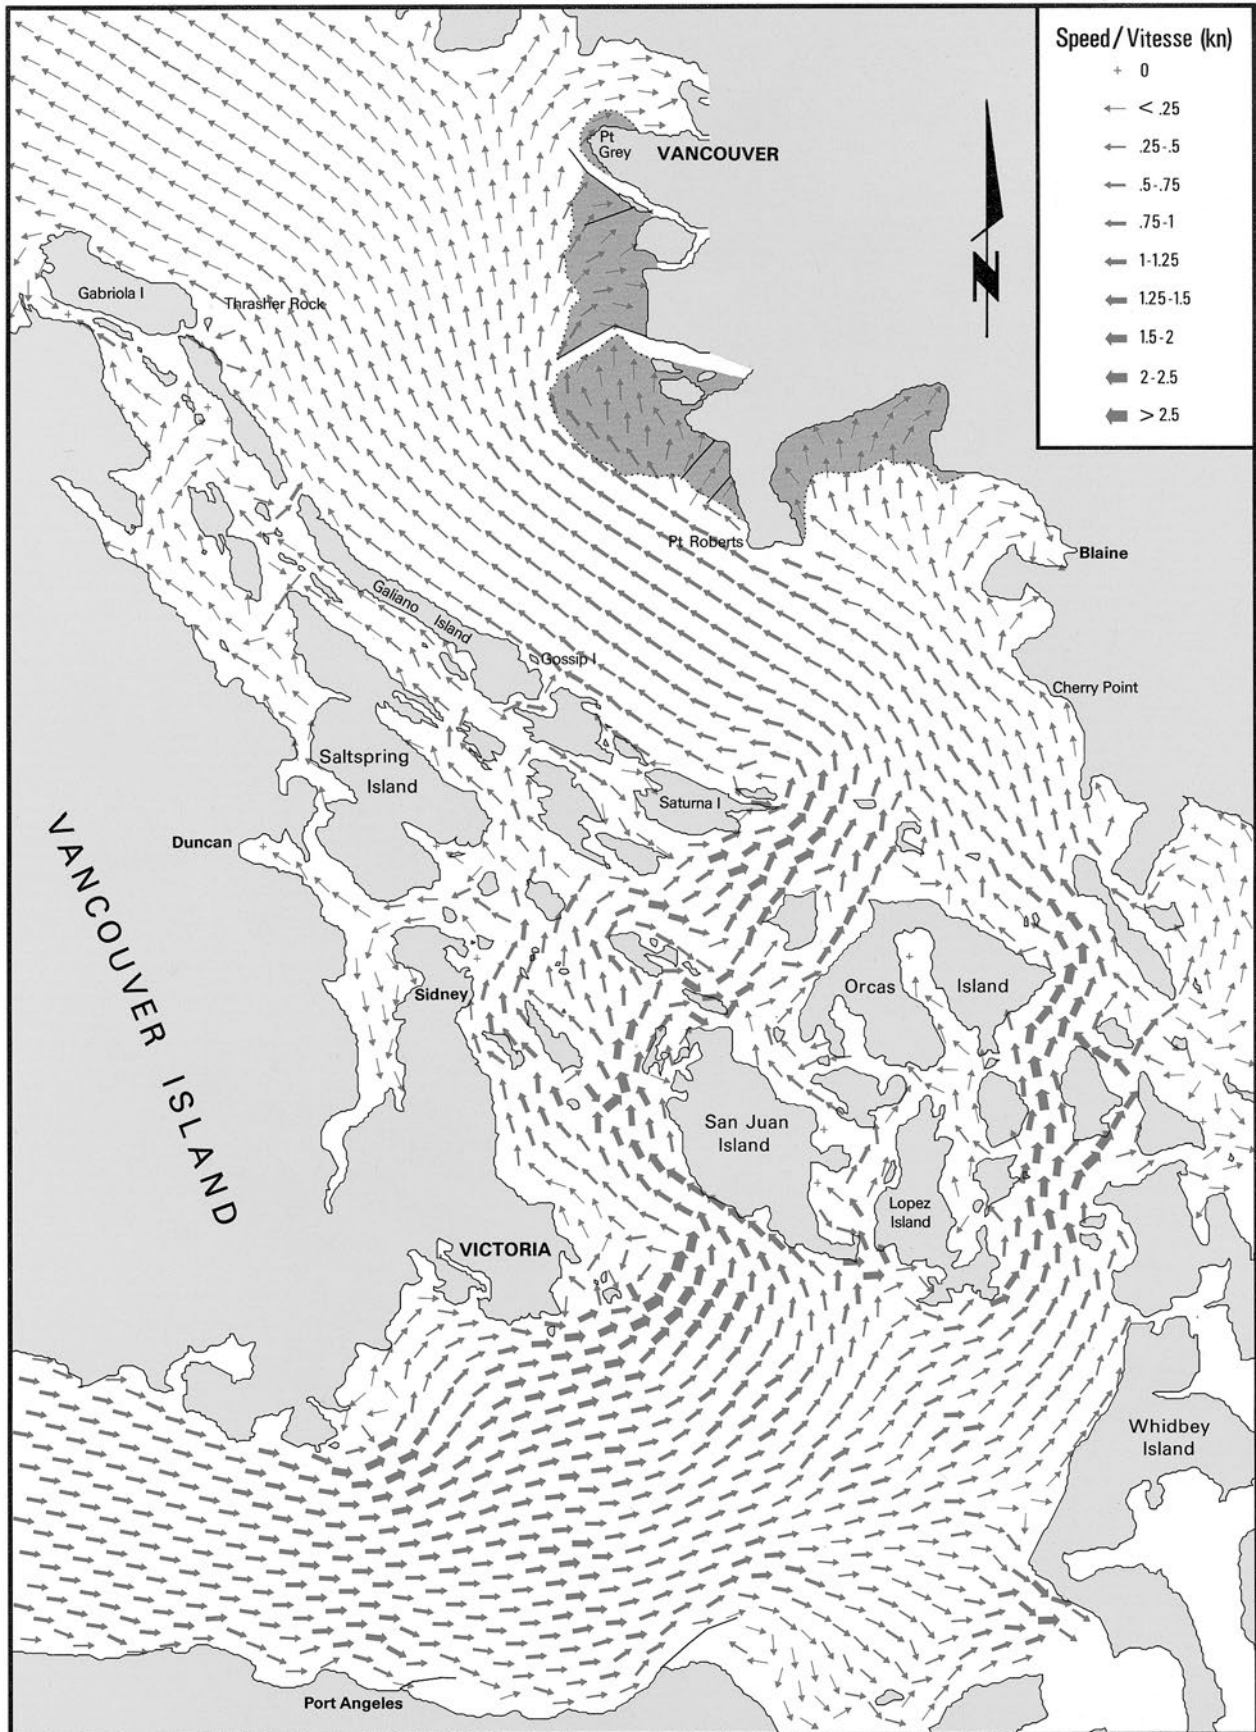 Speed/Vitesse (kn)
+ 0
< .25
.25-.5
.5-.75
.75-1
1-1.25
1.25-1.5
1.5-2
2-2.5
> 2.5
Pt
Grey
VANCOUVER
N
Gabriola I
Thrasher Rock
Pt Roberts
Blaine
Galiano
Island
Gossip I
Cherry Point
Saltspring
Island
Saturna I
Duncan
VANCOUVER ISLAND
Orcas
Island
Sidney
San Juan
Island
Lopez
Island
VICTORIA
Whidbey
Island
Port Angeles